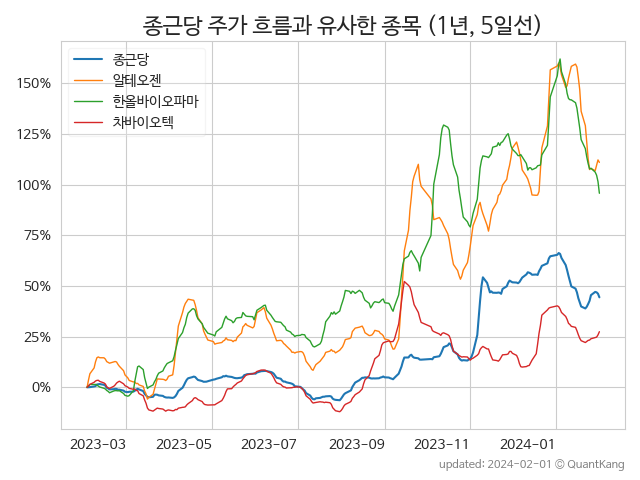 종근당 주가 흐름과 유사한 종목 (1년, 5일선)
종근당
알테오젠
한올바이오파마
차바이오텍
150%
125%
100%
75%
50%
25%
0%
2023-03 2023-05 2023-07 2023-09 2023-11 2024-01
updated: 2024-02-01 © QuantKang